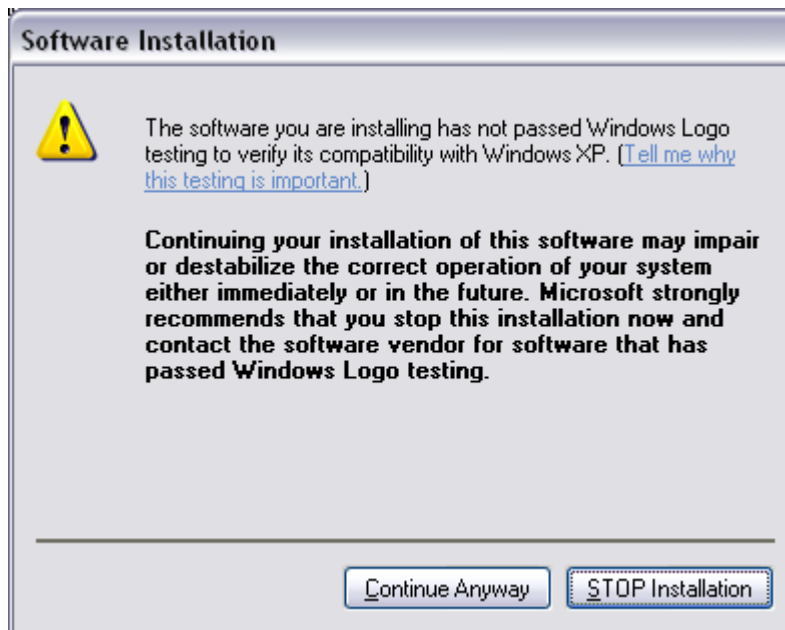 Software Installation
The software you are installing has not passed Windows Logo
testing to verify its compatibility with Windows XP. (Tell me why
this testing is important.)
Continuing your installation of this software may impair
or destabilize the correct operation of your system
either immediately or in the future. Microsoft strongly
recommends that you stop this installation now and
contact the software vendor for software that has
passed Windows Logo testing.
Continue Anyway
STOP Installation